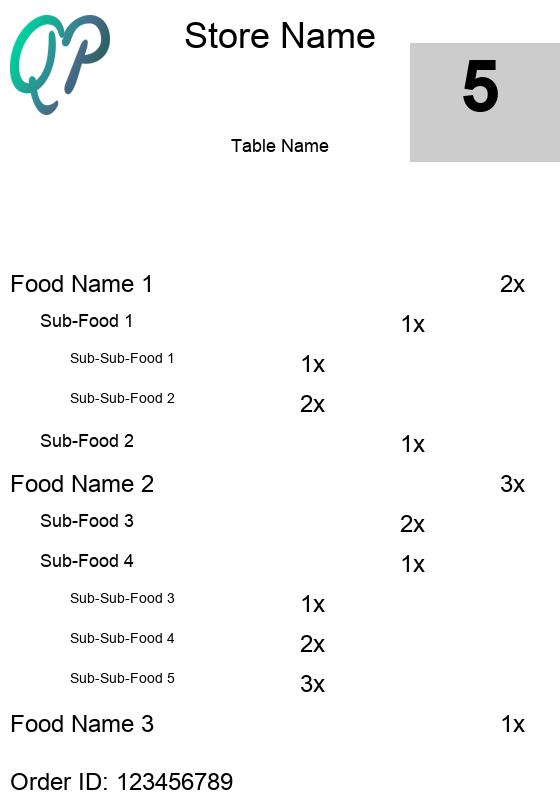 QP
Store Name
5
Table Name
Food Name 1 2x
Sub-Food 1 1x
Sub-Sub-Food 1 1x
Sub-Sub-Food 2 2x
Sub-Food 2 1x
Food Name 2 3x
Sub-Food 3 2x
Sub-Food 4 1x
Sub-Sub-Food 3 1x
Sub-Sub-Food 4 2x
Sub-Sub-Food 5 3x
Food Name 3 1x
Order ID: 123456789